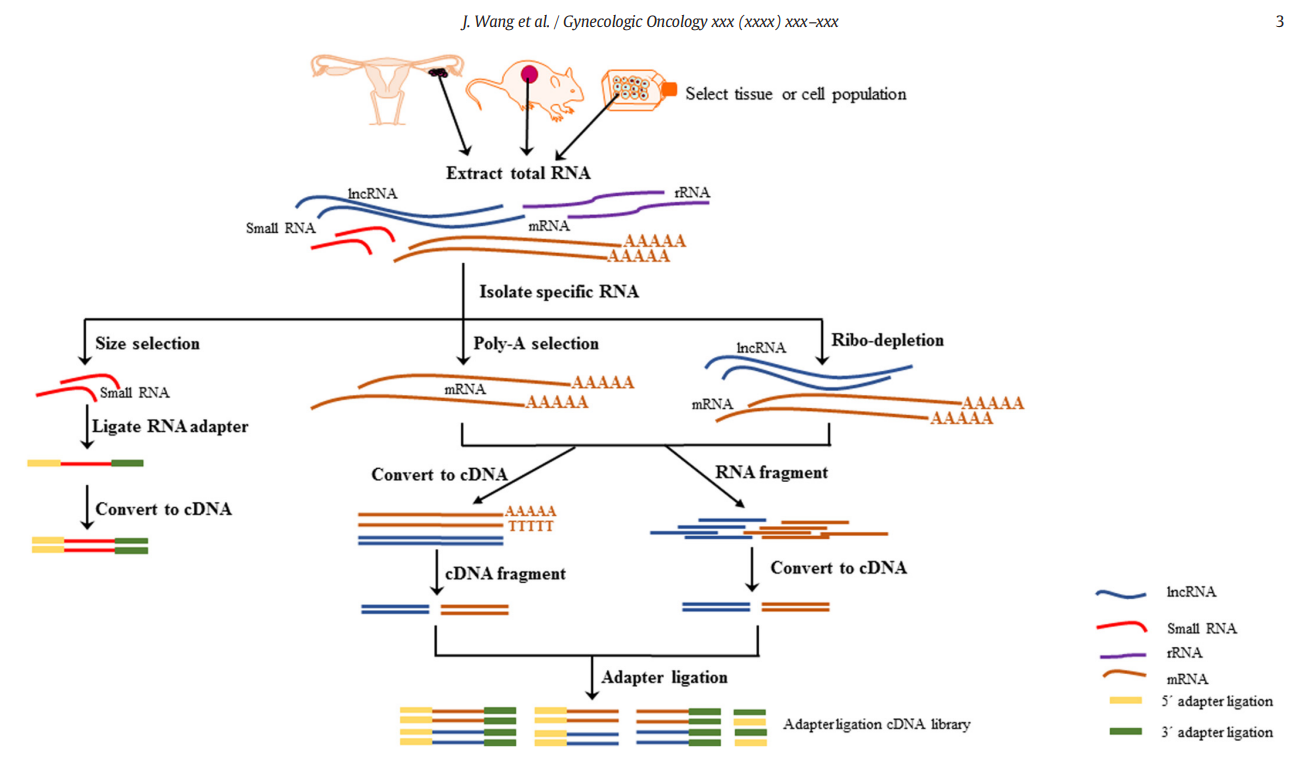 J. Wang et al. / Gynecologic Oncology xxx (xxxx) xxx–xxx
3
Select tissue or cell population
Extract total RNA
lncRNA
rRNA
Small RNA
mRNA
AAAAA
AAAAA
Isolate specific RNA
Size selection
Poly-A selection
Ribo-depletion
lncRNA
Small RNA
mRNA
AAAAA
AAAAA
mRNA
AAAAA
AAAAA
Ligate RNA adapter
Convert to cDNA
RNA fragment
Convert to cDNA
AAAAA
TTTTT
cDNA fragment
Convert to cDNA
Adapter ligation
Adapter ligation cDNA library
lncRNA
Small RNA
rRNA
mRNA
5´ adapter ligation
3´ adapter ligation